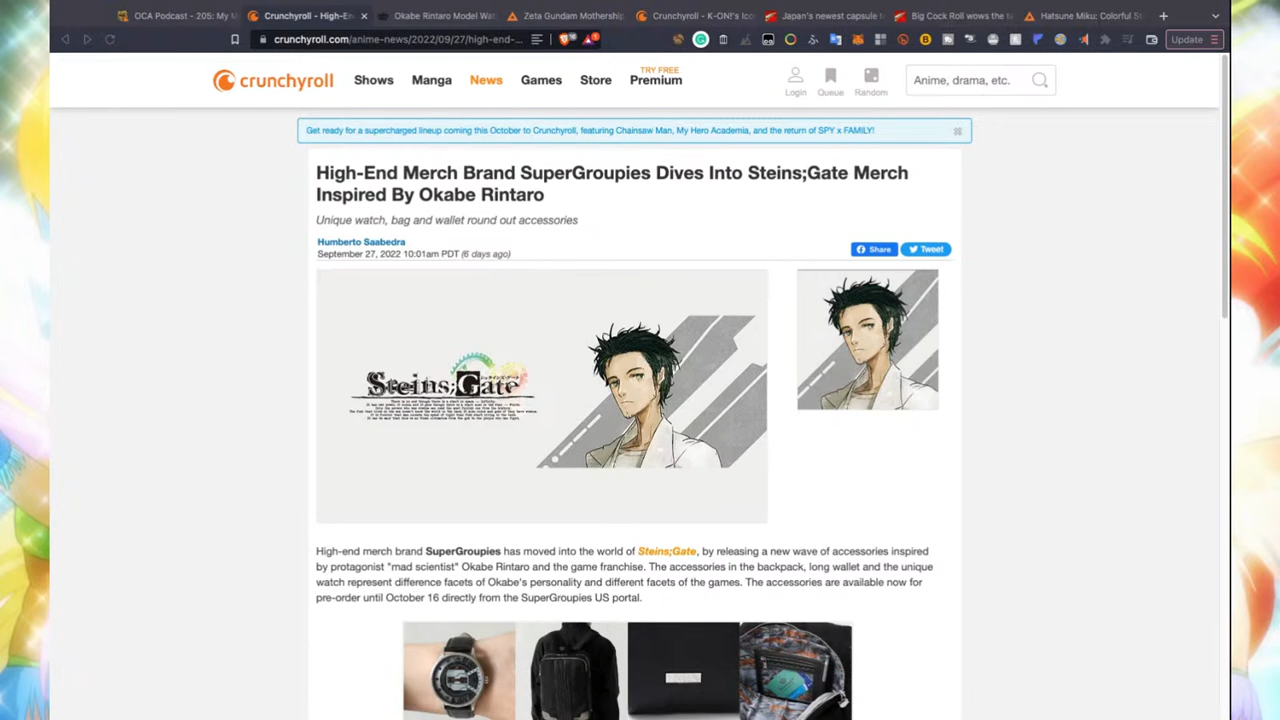 OCA Podcast - 205: My
Crunchyroll - High-En
Okabe Rintaro Model Wat
Zeta Gundam Mothership
Crunchyroll - K-ON!'s Ico
Japan's newest capsule t
Big Cock Roll wows the ta
Hatsune Miku: Colorful S
crunchyroll.com/anime-news/2022/09/27/high-end-...
Update
crunchyroll
Shows
Manga
News
Games
Store
TRY FREE
Premium
Login
Queue
Random
Anime, drama, etc.
Get ready for a supercharged lineup coming this October to Crunchyroll, featuring Chainsaw Man, My Hero Academia, and the return of SPY x FAMILY!
High-End Merch Brand SuperGroupies Dives Into Steins;Gate Merch
Inspired By Okabe Rintaro
Unique watch, bag and wallet round out accessories
Humberto Saabedra
September 27, 2022 10:01am PDT (6 days ago)
Share
Tweet
Steins;Gate
High-end merch brand SuperGroupies has moved into the world of Steins;Gate, by releasing a new wave of accessories inspired
by protagonist "mad scientist" Okabe Rintaro and the game franchise. The accessories in the backpack, long wallet and the unique
watch represent difference facets of Okabe's personality and different facets of the games. The accessories are available now for
pre-order until October 16 directly from the SuperGroupies US portal.